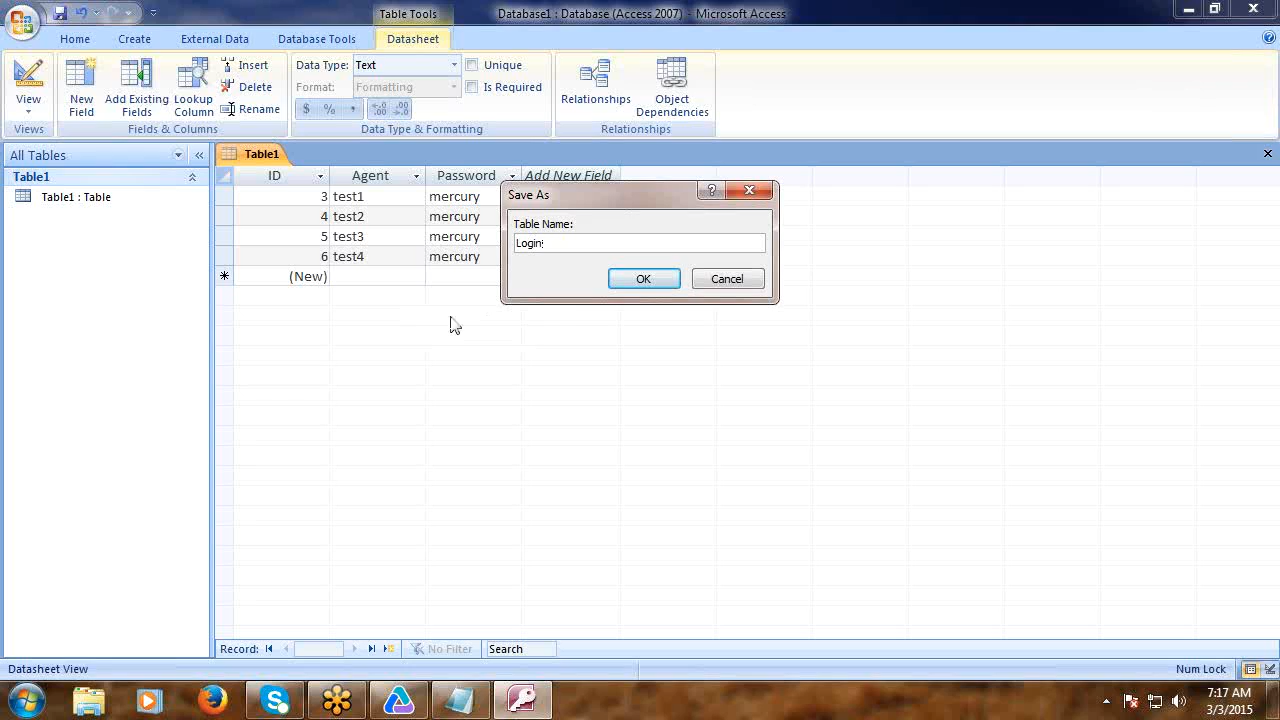 Table Tools
Database1 : Database (Access 2007) - Microsoft Access
Home Create External Data Database Tools Datasheet
View
Views
New Field
Add Existing Fields
Lookup Column
Insert
Delete
Rename
Fields & Columns
Data Type: Text
Format: Formatting
$ % ,
Unique
Is Required
Data Type & Formatting
Relationships
Object Dependencies
Relationships
All Tables
Table1
Table1 : Table
Table1
ID Agent Password Add New Field
3 test1 mercury
4 test2 mercury
5 test3 mercury
6 test4 mercury
(New)
Save As
Table Name:
Login
OK Cancel
Record: No Filter Search
Datasheet View
Num Lock
7:17 AM
3/3/2015